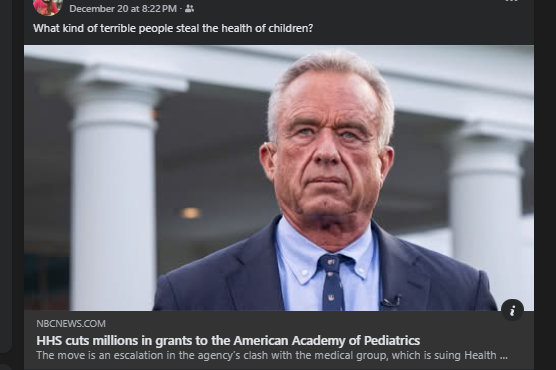 December 20 at 8:22 PM ·
What kind of terrible people steal the health of children?
NBCNEWS.COM
HHS cuts millions in grants to the American Academy of Pediatrics
The move is an escalation in the agency's clash with the medical group, which is suing Health ...